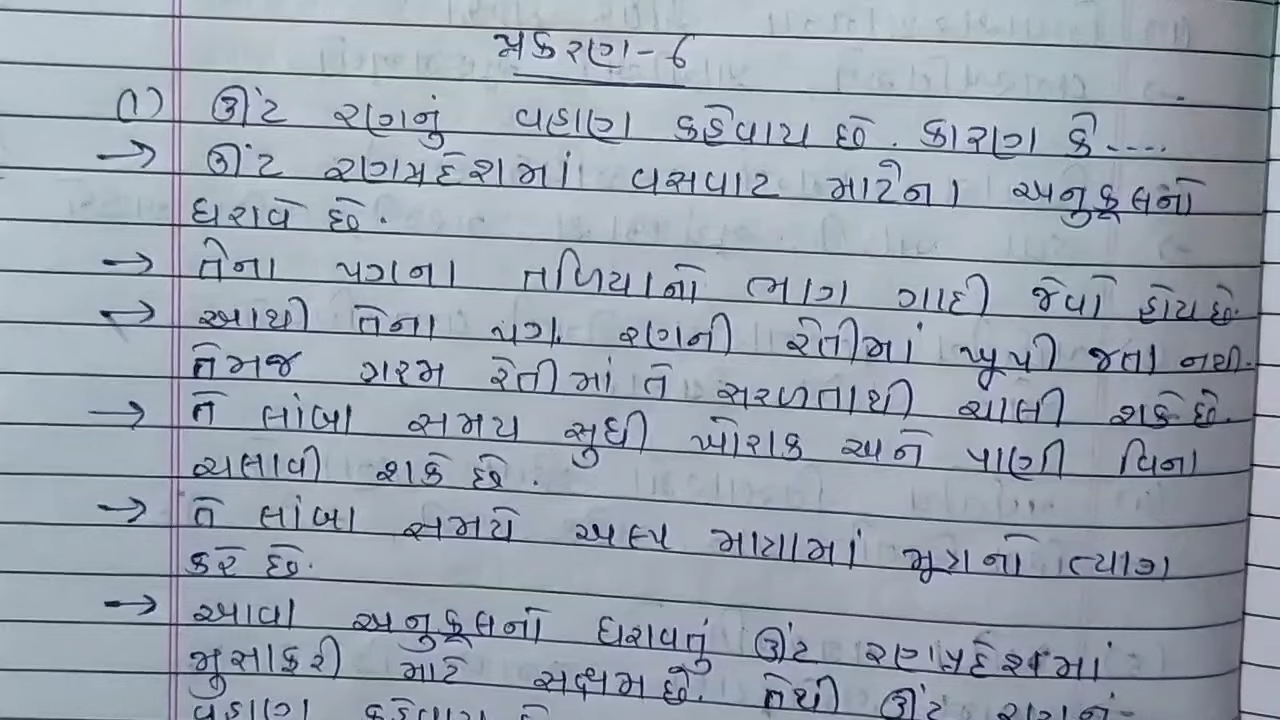 પ્રકરણ-6
(1) ઊંટ રણનું વહાણ કહેવાય છે. કારણ કે....
→ ઊંટ રણપ્રદેશમાં વસવાટ માટેના અનુકૂલનો
ધરાવે છે.
→ તેના પગના તળિયાનો ભાગ ગાદી જેવો હોય છે.
→ આથી તેના પગ રણની રેતીમાં ખૂપી જતા નથી.
તેમજ ગરમ રેતીમાં તે સરળતાથી ચાલી શકે છે.
→ તે લાંબા સમય સુધી ખોરાક અને પાણી વિના
ચલાવી શકે છે.
→ તે લાંબા સમયે અલ્પ માત્રામાં મૂત્રનો ત્યાગ
કરે છે.
→ આવા અનુકૂલનો ધરાવતું ઊંટ રણપ્રદેશમાં
મુસાફરી માટે સક્ષમ છે. તેથી ઊંટ રણનું
વહાણ કહેવાય છે